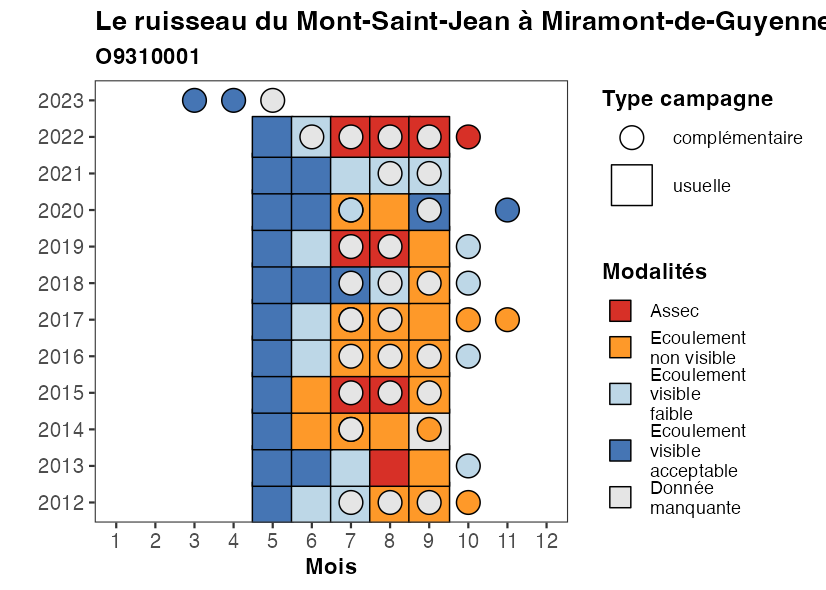 Le ruisseau du Mont-Saint-Jean à Miramont-de-Guyenne
O9310001
2023
2022
2021
2020
2019
2018
2017
2016
2015
2014
2013
2012
1 2 3 4 5 6 7 8 9 10 11 12
Mois
Type campagne
complémentaire
usuelle
Modalités
Assec
Ecoulement
non visible
Ecoulement
visible
faible
Ecoulement
visible
acceptable
Donnée
manquante